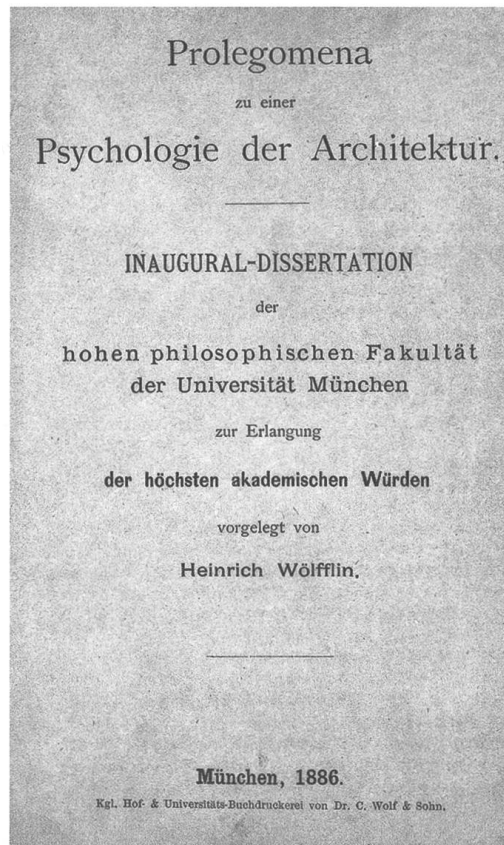 Prolegomena
zu einer
Psychologie der Architektur.
INAUGURAL-DISSERTATION
der
hohen philosophischen Fakultät
der Universität München
zur Erlangung
der höchsten akademischen Würden
vorgelegt von
Heinrich Wölfflin.
München, 1886.
Kgl. Hof- & Universitäts-Buchdruckerei von Dr. C. Wolf & Sohn.